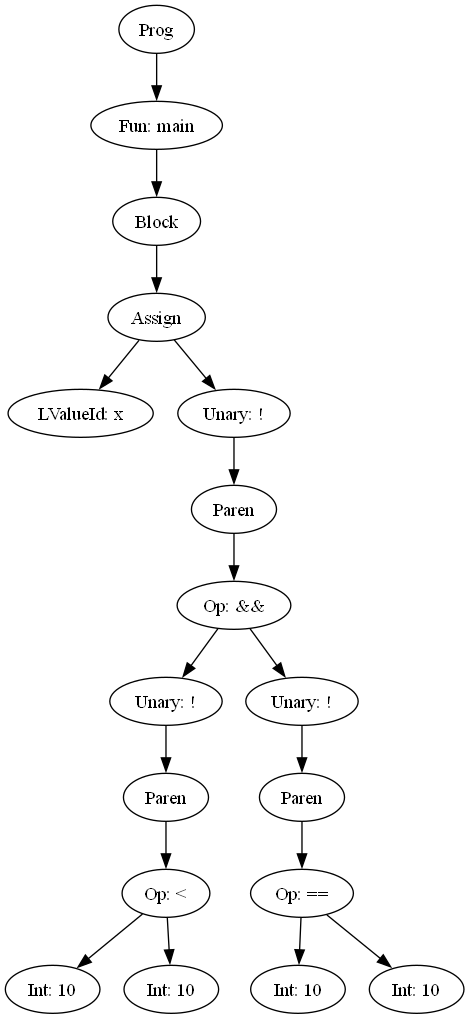 Prog
Fun: main
Block
Assign
LValueId: x
Unary: !
Paren
Op: &&
Unary: !
Unary: !
Paren
Paren
Op: <
Op: ==
Int: 10
Int: 10
Int: 10
Int: 10